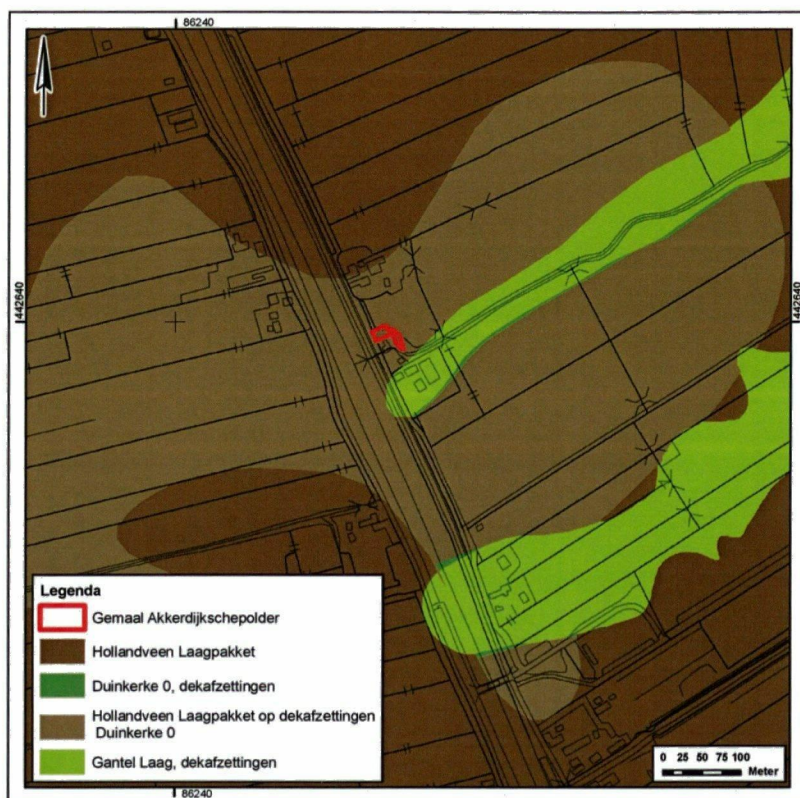 86240
442640
442640
Legenda
Gemaal Akkerdijkschepolder
Hollandveen Laagpakket
Duinkerke 0, dekafzettingen
Hollandveen Laagpakket op dekafzettingen
Duinkerke 0
Gantel Laag, dekafzettingen
0 25 50 75 100
Meter
86240